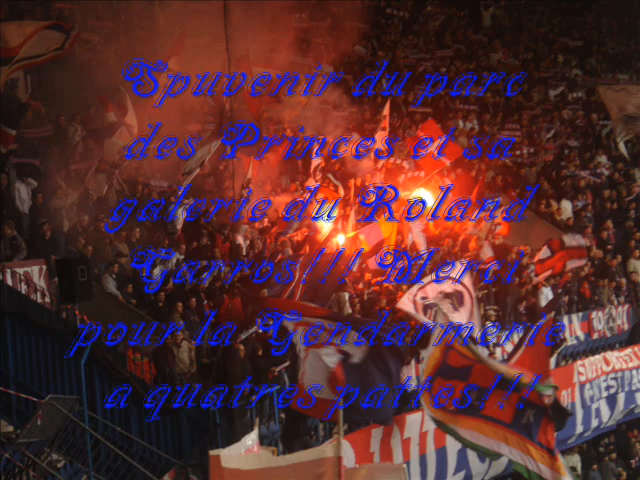 Spuvenir du parc
des Princes et sa
galerie du Roland
Garros!!! Merci
pour la Gendarmerie
a quatres pattes!!!